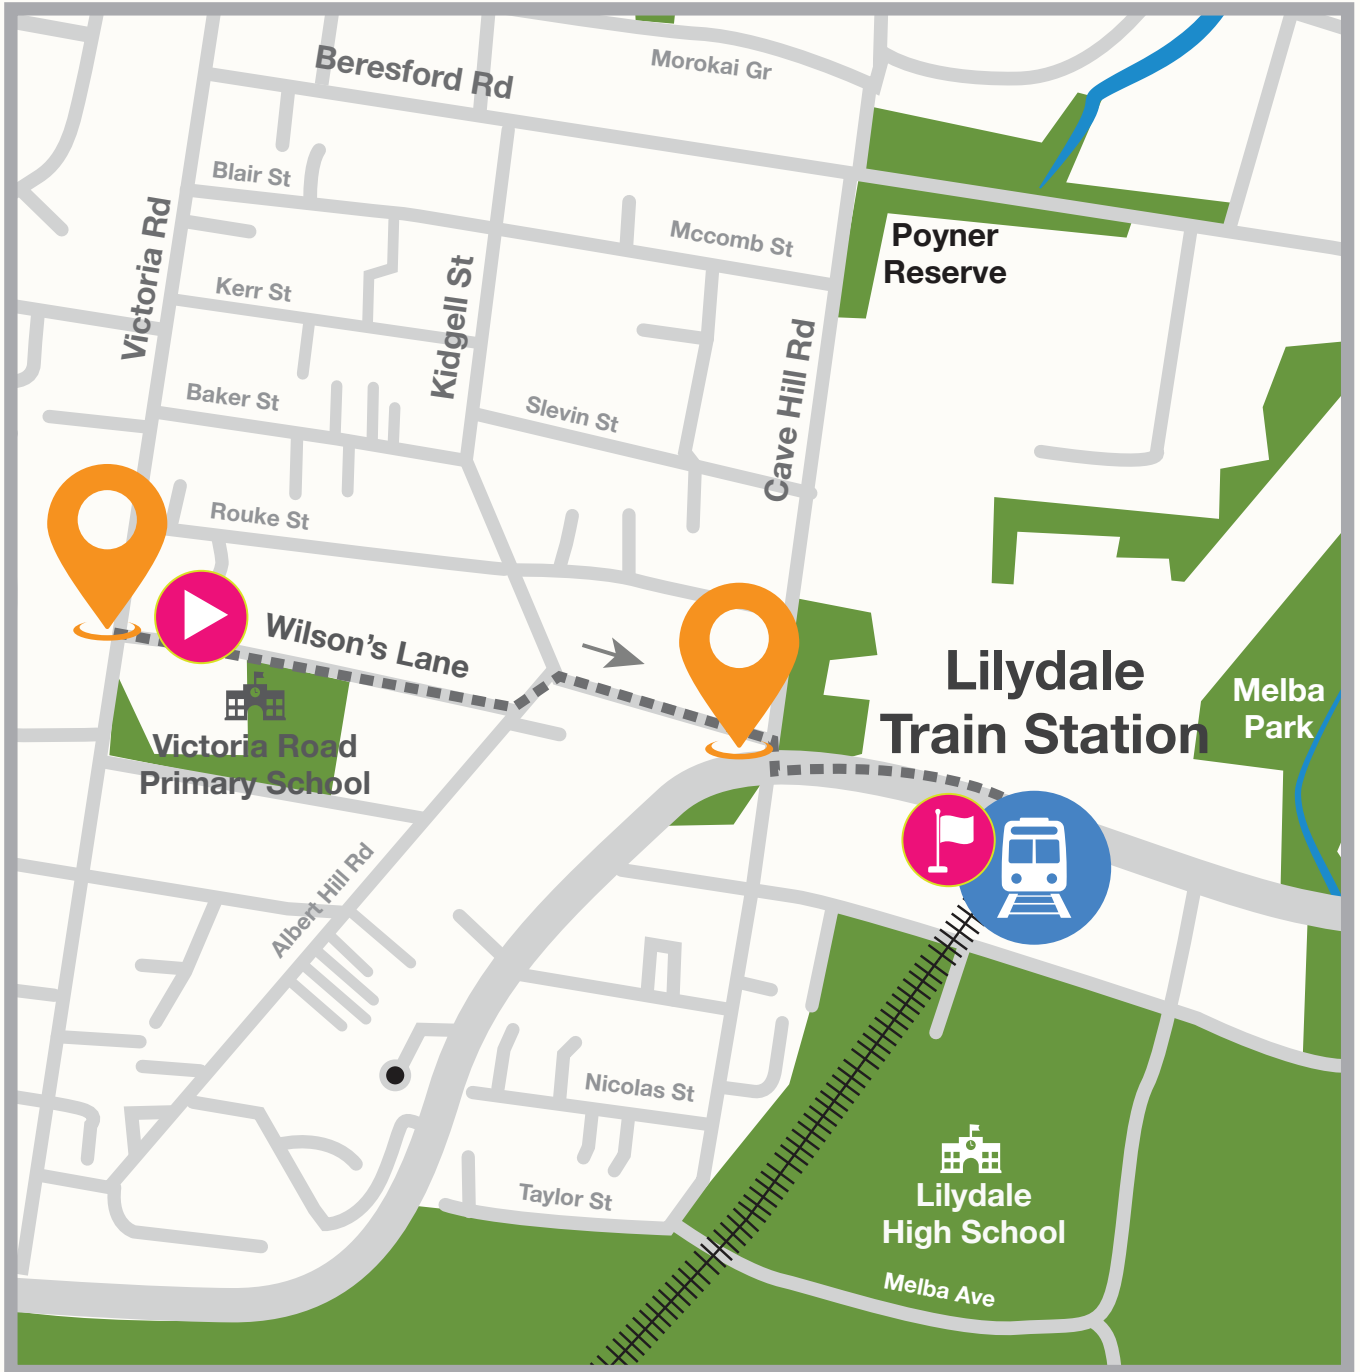 Morokai Gr
Beresford Rd
Blair St
Victoria Rd
Mccomb St
Poyner
Reserve
Kerr St
Kidgell St
Cave Hill Rd
Baker St
Slevin St
Rouke St
Wilson's Lane
Lilydale
Train Station
Melba
Park
Victoria Road
Primary School
Albert Hill Rd
Nicolas St
Taylor St
Lilydale
High School
Melba Ave